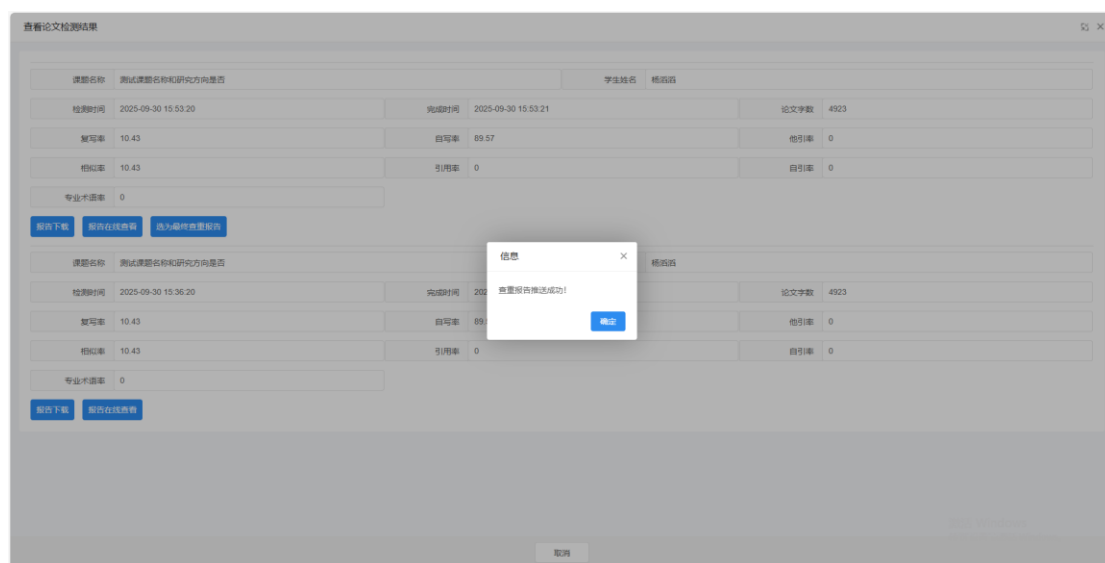 查看论文检测结果
课题名称 测试课题名称和研究方向是否 学生姓名 杨滔滔
检测时间 2025-09-30 15:53:20 完成时间 2025-09-30 15:53:21 论文字数 4923
复写率 10.43 自写率 89.57 他引率 0
相似率 10.43 引用率 0 自引率 0
专业术语率 0
报告下载 报告在线查看 选为最终查重报告
课题名称 测试课题名称和研究方向是否 杨滔滔
检测时间 2025-09-30 15:36:20 完成时间 202 论文字数 4923
复写率 10.43 自写率 89. 他引率 0
相似率 10.43 引用率 0 自引率 0
专业术语率 0
报告下载 报告在线查看
信息
查重报告推送成功!
确定
取消